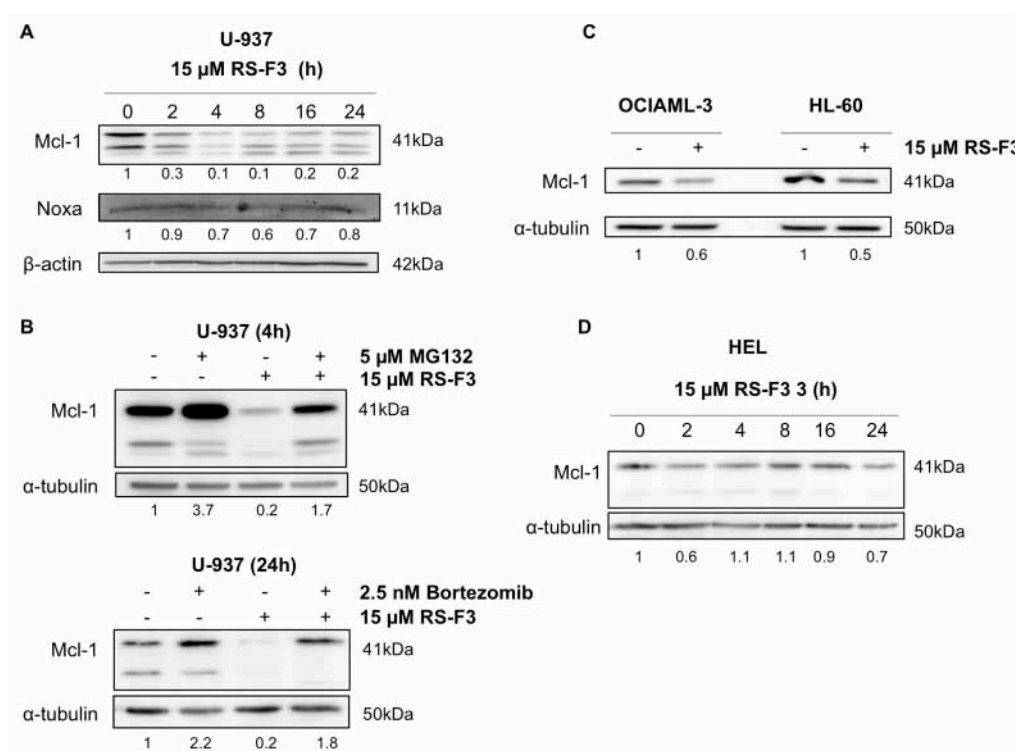 A
U-937
15 µM RS-F3 (h)
0 2 4 8 16 24
Mcl-1 41kDa
1 0.3 0.1 0.1 0.2 0.2
Noxa 11kDa
1 0.9 0.7 0.6 0.7 0.8
β-actin 42kDa
B
U-937 (4h)
- + - + 5 µM MG132
- - + + 15 µM RS-F3
Mcl-1 41kDa
α-tubulin 50kDa
1 3.7 0.2 1.7
U-937 (24h)
- + - + 2.5 nM Bortezomib
- - + + 15 µM RS-F3
Mcl-1 41kDa
α-tubulin 50kDa
1 2.2 0.2 1.8
C
OCIAML-3 HL-60
- + - + 15 µM RS-F3
Mcl-1 41kDa
α-tubulin 50kDa
1 0.6 1 0.5
D
HEL
15 µM RS-F3 3 (h)
0 2 4 8 16 24
Mcl-1 41kDa
α-tubulin 50kDa
1 0.6 1.1 1.1 0.9 0.7